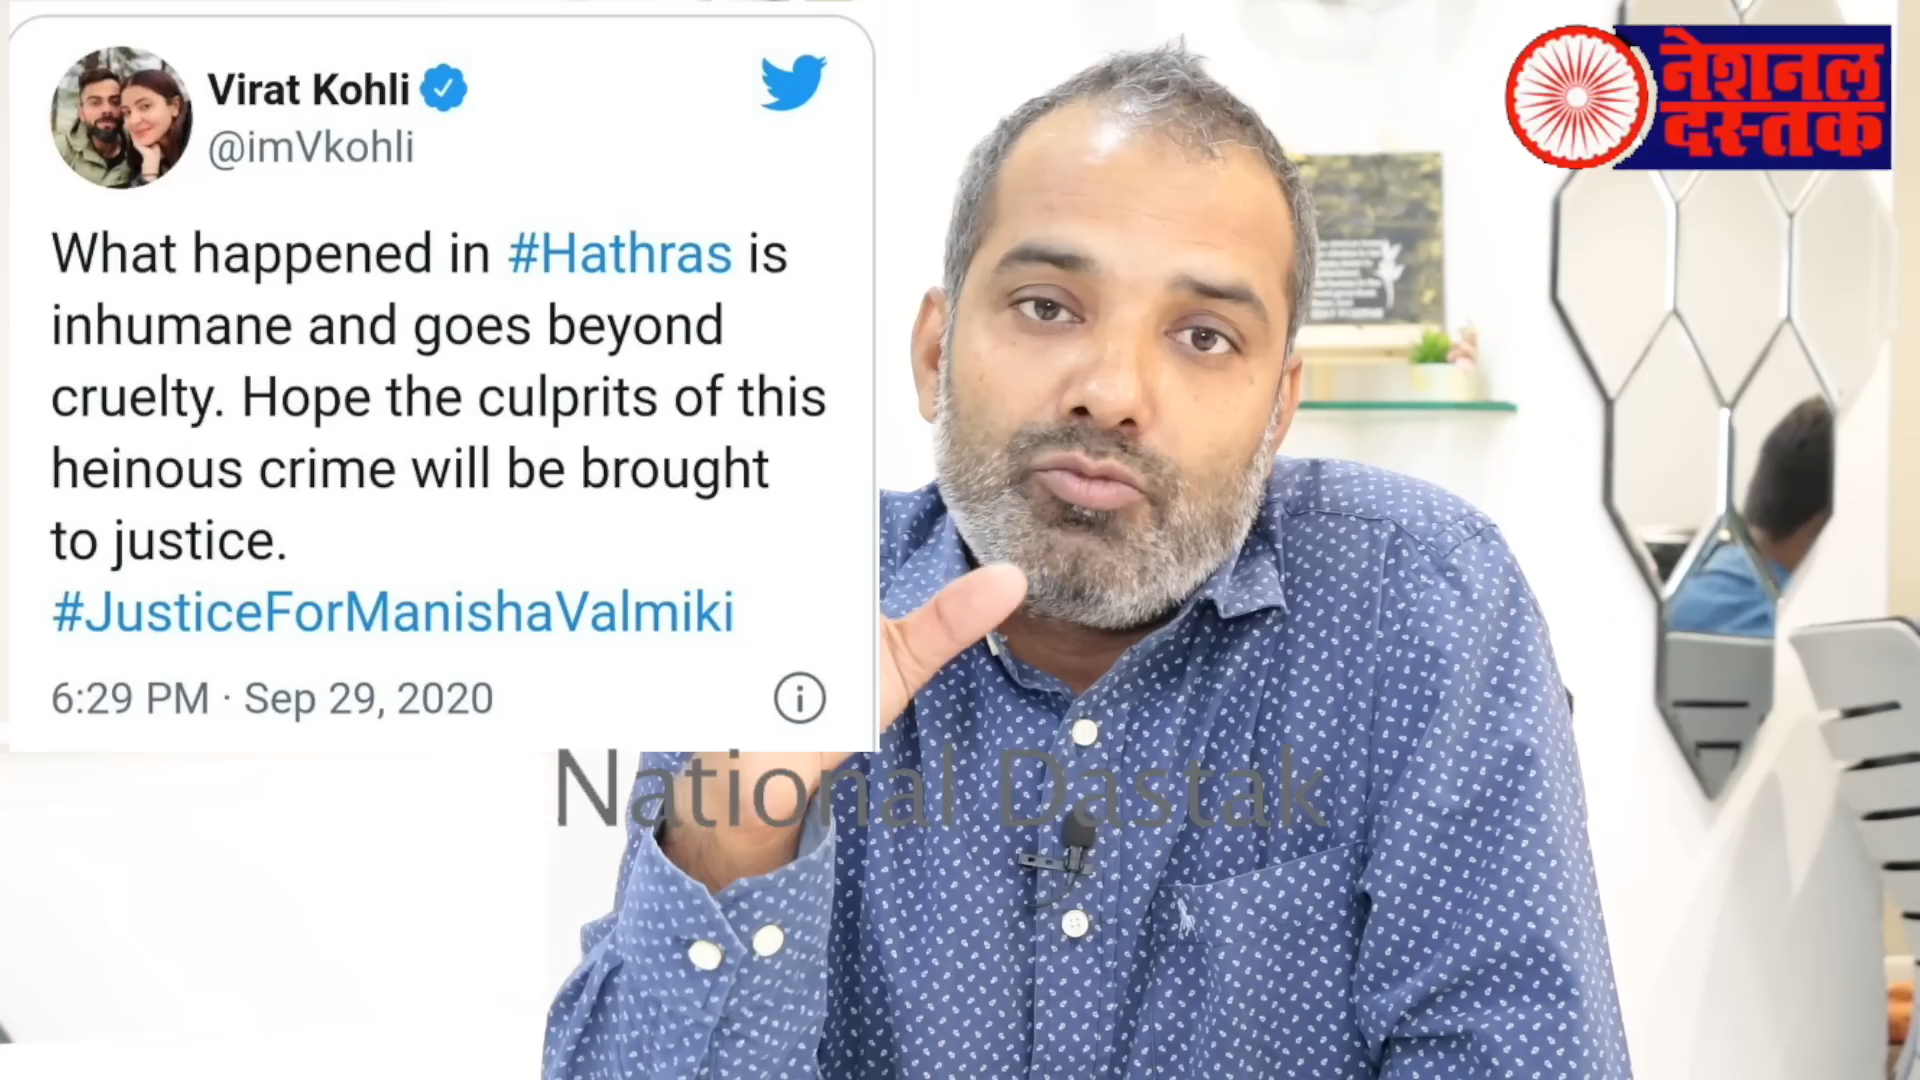 Virat Kohli
@imVkohli
What happened in #Hathras is
inhumane and goes beyond
cruelty. Hope the culprits of this
heinous crime will be brought
to justice.
#JusticeForManishaValmiki
6:29 PM · Sep 29, 2020
नेशनल
दस्तक
National Dastak